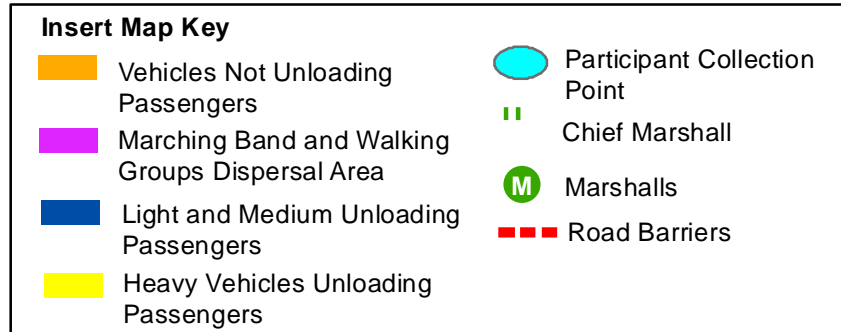 Insert Map Key
Vehicles Not Unloading
Passengers
Marching Band and Walking
Groups Dispersal Area
Light and Medium Unloading
Passengers
Heavy Vehicles Unloading
Passengers
Participant Collection
Point
Chief Marshall
M
Marshalls
Road Barriers